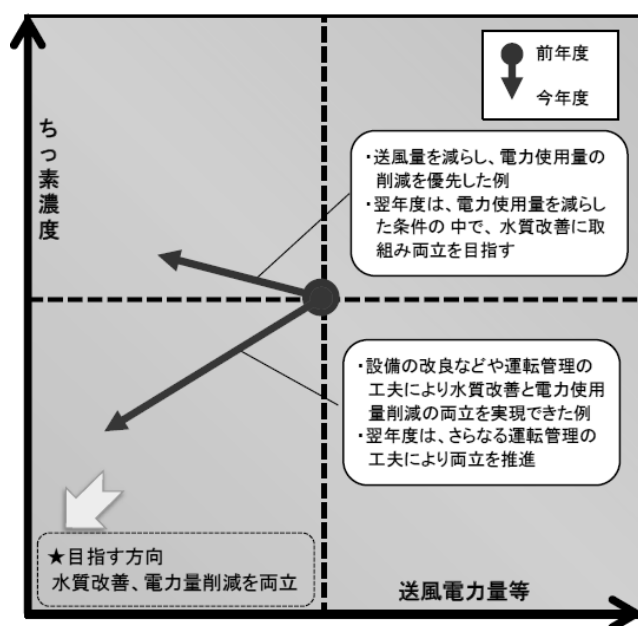 前年度
今年度
ちっ素濃度
・送風量を減らし、電力使用量の
削減を優先した例
・翌年度は、電力使用量を減らし
た条件の中で、水質改善に取
組み両立を目指す
・設備の改良などや運転管理の
工夫により水質改善と電力使用
量削減の両立を実現できた例
・翌年度は、さらなる運転管理の
工夫により両立を推進
★目指す方向
水質改善、電力量削減を両立
送風電力量等